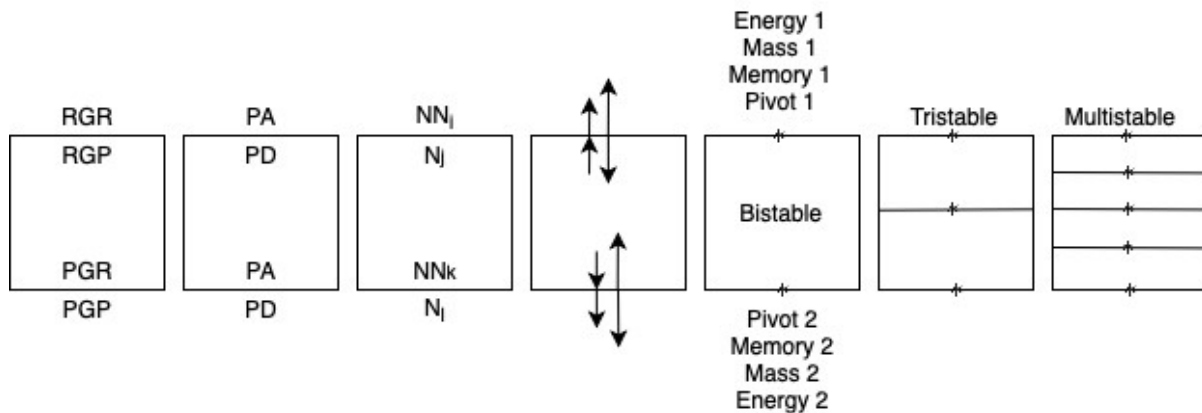 Energy 1
Mass 1
Memory 1
Pivot 1
RGR PA NNi Tristable Multistable
RGP PD Nj
Bistable
PGR PA NNk
PGP PD Nl Pivot 2
Memory 2
Mass 2
Energy 2